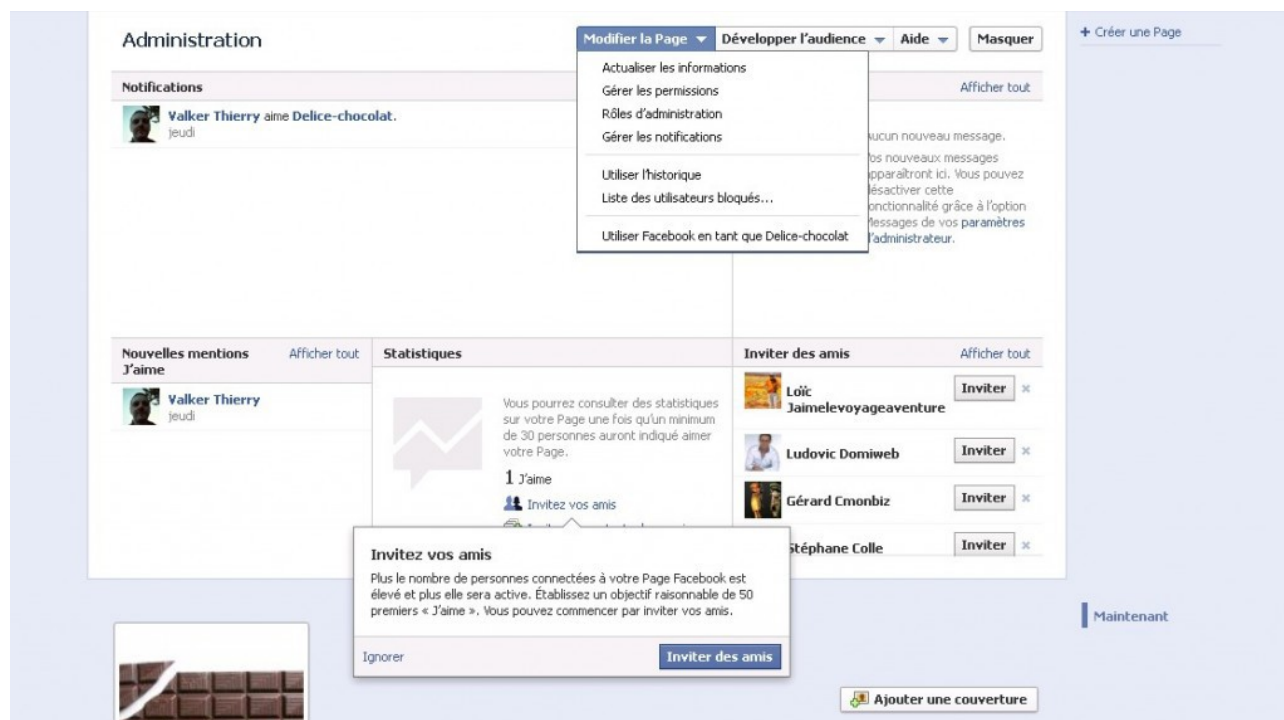 Administration
Modifier la Page
Développer l'audience
Aide
Masquer
+ Créer une Page
Actualiser les informations
Gérer les permissions
Rôles d'administration
Gérer les notifications
Utiliser l'historique
Liste des utilisateurs bloqués...
Utiliser Facebook en tant que Delice-chocolat
Notifications
Afficher tout
Valker Thierry aime Delice-chocolat.
jeudi
nouveau message.
nouveaux messages
ici. Vous pouvez
cette
grâce à l'option
de vos paramètres
Nouvelles mentions
J'aime
Afficher tout
Valker Thierry
jeudi
Statistiques
Vous pourrez consulter des statistiques
sur votre Page une fois qu'un minimum
de 30 personnes auront indiqué aimer
votre Page.
1 J'aime
Invitez vos amis
Inviter des amis
Afficher tout
Loïc
Jaimelevoyageaventure
Inviter
Ludovic Domiweb
Inviter
Gérard Cmonbiz
Inviter
Stéphane Colle
Inviter
Invitez vos amis
Plus le nombre de personnes connectées à votre Page Facebook est
élevé et plus elle sera active. Établissez un objectif raisonnable de 50
premiers « J'aime ». Vous pouvez commencer par inviter vos amis.
Ignorer
Inviter des amis
Maintenant
Ajouter une couverture